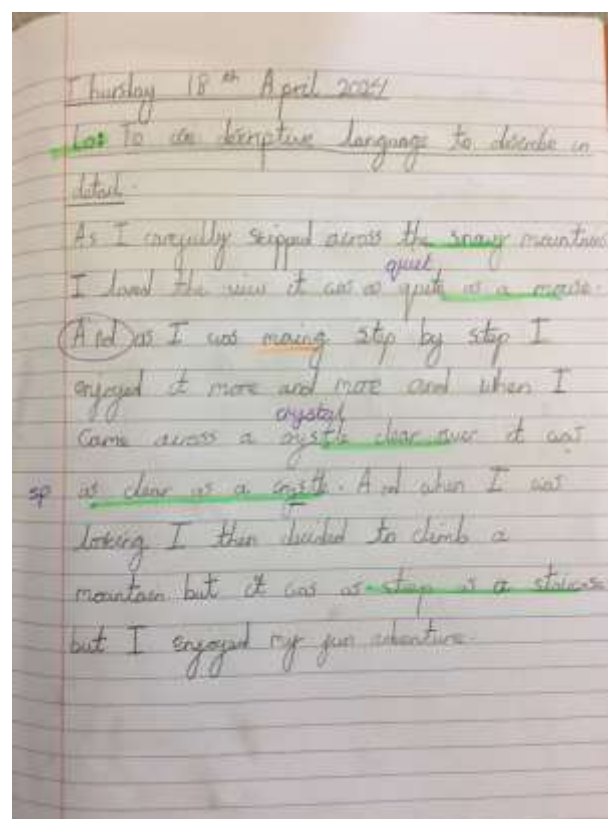 Thursday 18th April 2024
Lo: To use descriptive language to describe in
detail.
As I carefully skipped across the snowy mountains
quiet
I loved the view it was as quite as a mouse.
And as I was moving step by step I
enjoyed it more and more and when I
crystal
came across a crystle clear river it was
sp as clear as a crystle. And when I was
looking I then decided to climb a
mountain but it was as steep as a staircase
but I enjoyed my fun adventure.